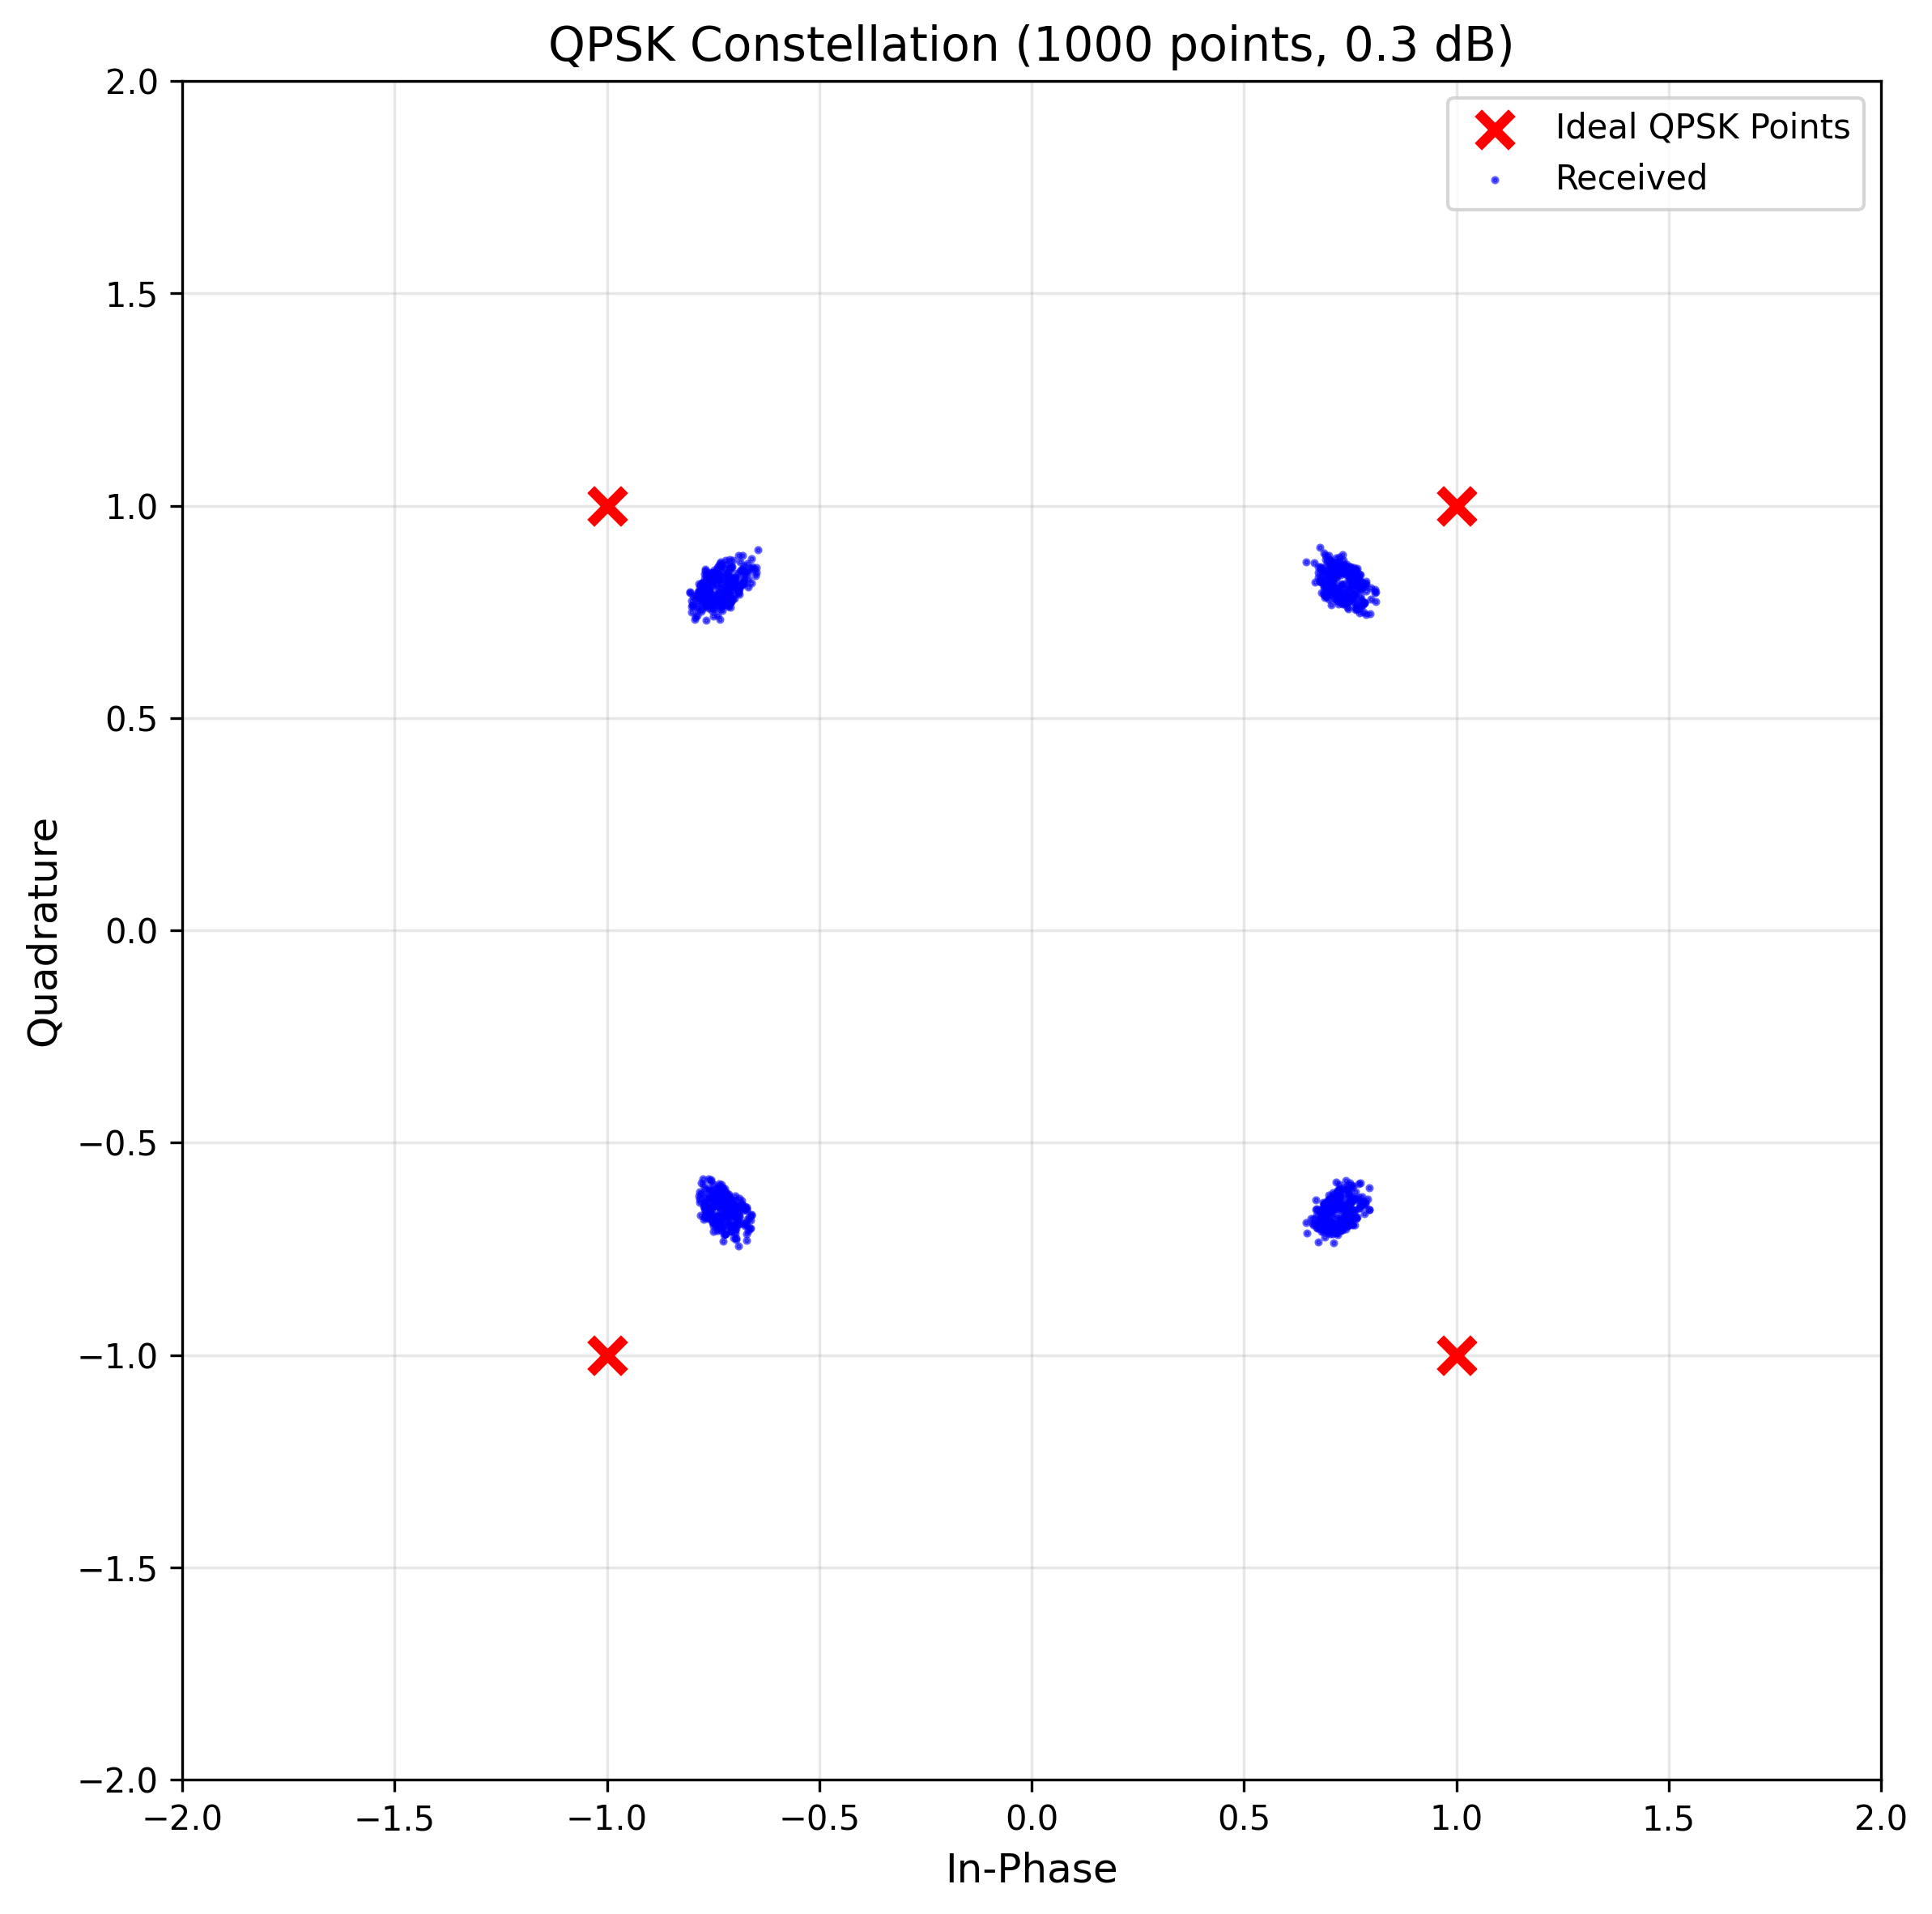 QPSK Constellation (1000 points, 0.3 dB)
Ideal QPSK Points
Received
2.0
1.5
1.0
0.5
0.0
−0.5
−1.0
−1.5
−2.0
Quadrature
−2.0 −1.5 −1.0 −0.5 0.0 0.5 1.0 1.5 2.0
In-Phase